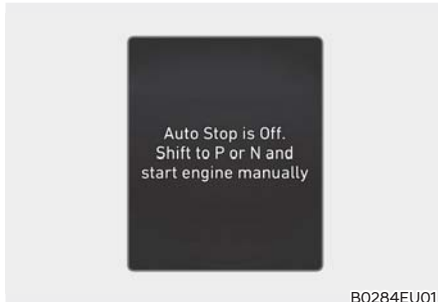 Auto Stop is Off.
Shift to P or N and
start engine manually
B0284EU01